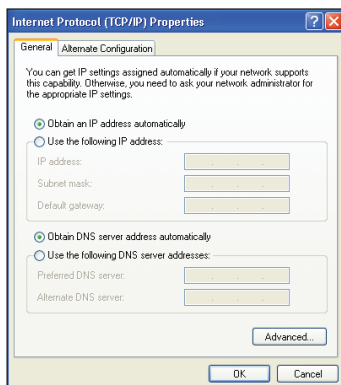 Internet Protocol (TCP/IP) Properties
General
Alternate Configuration
You can get IP settings assigned automatically if your network supports
this capability. Otherwise, you need to ask your network administrator for
the appropriate IP settings.
Obtain an IP address automatically
Use the following IP address:
IP address:
Subnet mask:
Default gateway:
Obtain DNS server address automatically
Use the following DNS server addresses:
Preferred DNS server:
Alternate DNS server:
Advanced...
OK
Cancel